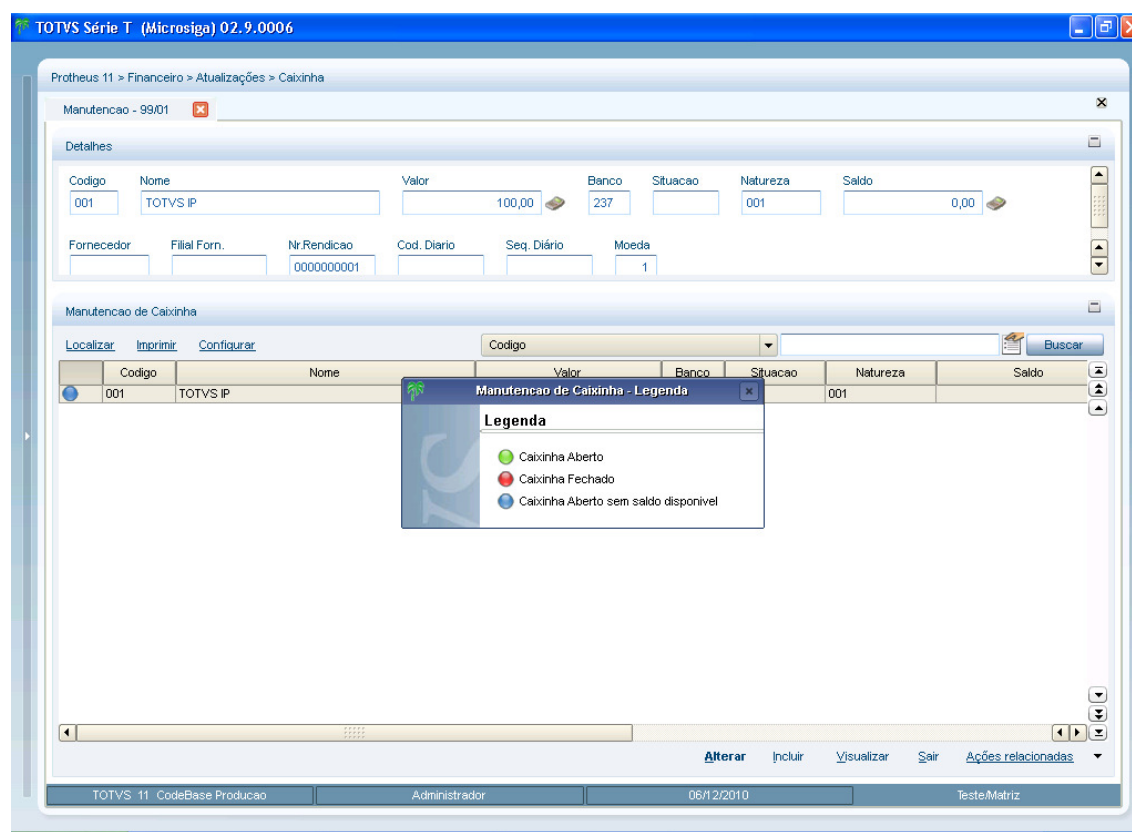 TOTVS Série T (Microsiga) 02.9.0006
Protheus 11 > Financeiro > Atualizações > Caixinha
Manutencao - 99/01
Detalhes
Codigo Nome Valor Banco Situacao Natureza Saldo
001 TOTVS IP 100,00 237 001 0,00
Fornecedor Filial Forn. Nr.Rendicao Cod. Diario Seq. Diário Moeda
0000000001 1
Manutencao de Caixinha
Localizar Imprimir Configurar Codigo Buscar
Codigo Nome Valor Banco Situacao Natureza Saldo
001 TOTVS IP 001
Manutencao de Caixinha - Legenda
Legenda
Caixinha Aberto
Caixinha Fechado
Caixinha Aberto sem saldo disponivel
Alterar Incluir Visualizar Sair Ações relacionadas
TOTVS 11 CodeBase Producao Administrador 06/12/2010 Teste/Matriz